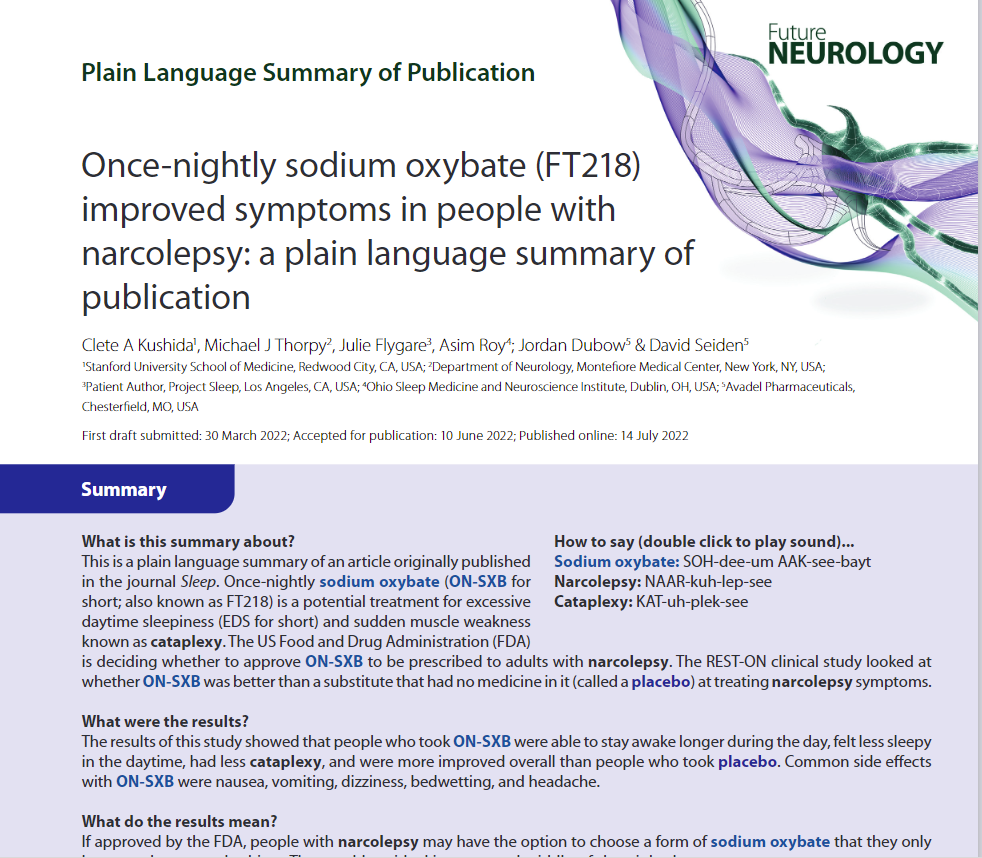 Future
NEUROLOGY
Plain Language Summary of Publication
Once-nightly sodium oxybate (FT218)
improved symptoms in people with
narcolepsy: a plain language summary of
publication
Clete A Kushida¹, Michael J Thorpy², Julie Flygare³, Asim Roy⁴; Jordan Dubow⁵ & David Seiden⁵
¹Stanford University School of Medicine, Redwood City, CA, USA; ²Department of Neurology, Montefiore Medical Center, New York, NY, USA;
³Patient Author, Project Sleep, Los Angeles, CA, USA; ⁴Ohio Sleep Medicine and Neuroscience Institute, Dublin, OH, USA; ⁵Avadel Pharmaceuticals,
Chesterfield, MO, USA
First draft submitted: 30 March 2022; Accepted for publication: 10 June 2022; Published online: 14 July 2022
Summary
What is this summary about?
This is a plain language summary of an article originally published
in the journal Sleep. Once-nightly sodium oxybate (ON-SXB for
short; also known as FT218) is a potential treatment for excessive
daytime sleepiness (EDS for short) and sudden muscle weakness
known as cataplexy. The US Food and Drug Administration (FDA)
is deciding whether to approve ON-SXB to be prescribed to adults with narcolepsy. The REST-ON clinical study looked at
whether ON-SXB was better than a substitute that had no medicine in it (called a placebo) at treating narcolepsy symptoms.
How to say (double click to play sound)...
Sodium oxybate: SOH-dee-um AAK-see-bayt
Narcolepsy: NAAR-kuh-lep-see
Cataplexy: KAT-uh-plek-see
What were the results?
The results of this study showed that people who took ON-SXB were able to stay awake longer during the day, felt less sleepy
in the daytime, had less cataplexy, and were more improved overall than people who took placebo. Common side effects
with ON-SXB were nausea, vomiting, dizziness, bedwetting, and headache.
What do the results mean?
If approved by the FDA, people with narcolepsy may have the option to choose a form of sodium oxybate that they only